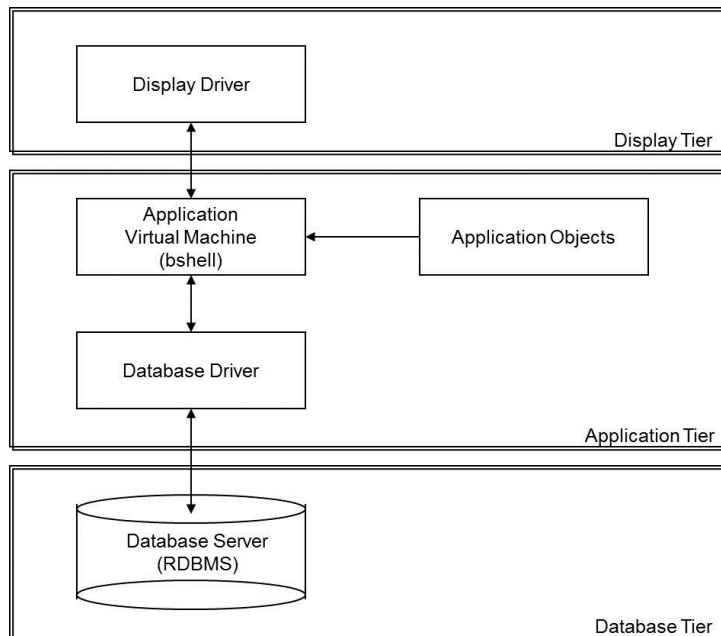 Display Driver
Display Tier
Application
Virtual Machine
(bshell)
Application Objects
Database Driver
Application Tier
Database Server
(RDBMS)
Database Tier